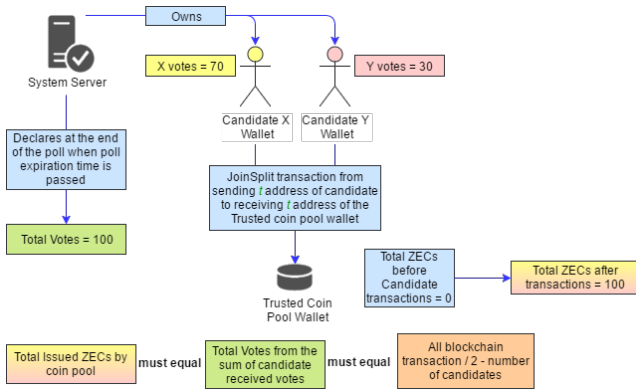 Owns
System Server
X votes = 70
Y votes = 30
Candidate X
Wallet
Candidate Y
Wallet
Declares at the end
of the poll when poll
expiration time is
passed
Total Votes = 100
JoinSplit transaction from
sending t address of candidate
to receiving t address of the
Trusted coin pool wallet
Trusted Coin
Pool Wallet
Total ZECs
before
Candidate
transactions = 0
Total ZECs after
transactions = 100
Total Issued ZECs by
coin pool
must equal
Total Votes from the
sum of candidate
received votes
must equal
All blockchain
transaction / 2 - number
of candidates